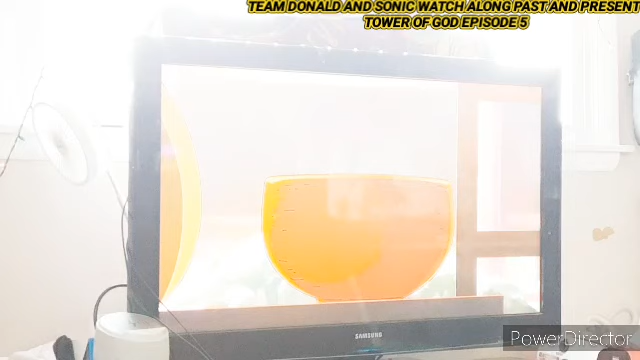 TEAM DONALD AND SONIC WATCH ALONG PAST AND PRESENT
TOWER OF GOD EPISODE 5
SAMSUNG
PowerDirector